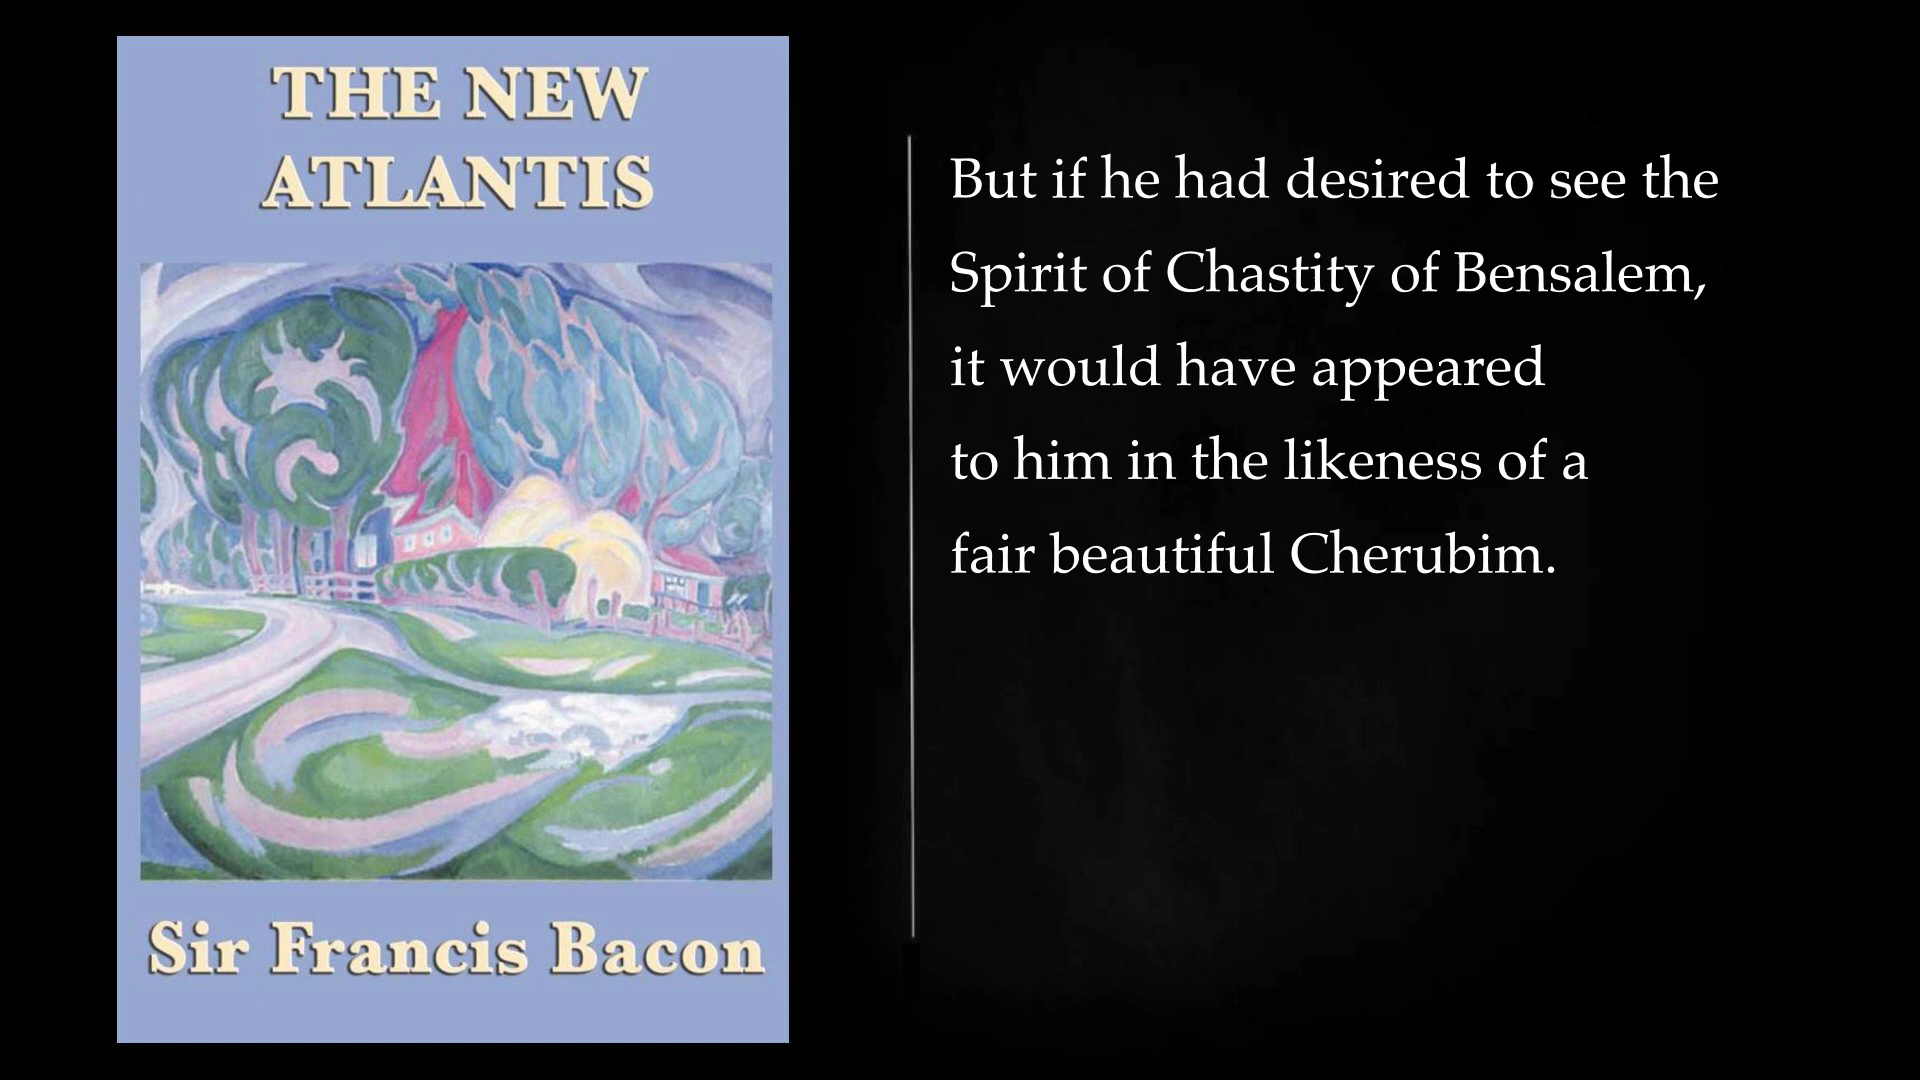 THE NEW
ATLANTIS
Sir Francis Bacon
But if he had desired to see the
Spirit of Chastity of Bensalem,
it would have appeared
to him in the likeness of a
fair beautiful Cherubim.